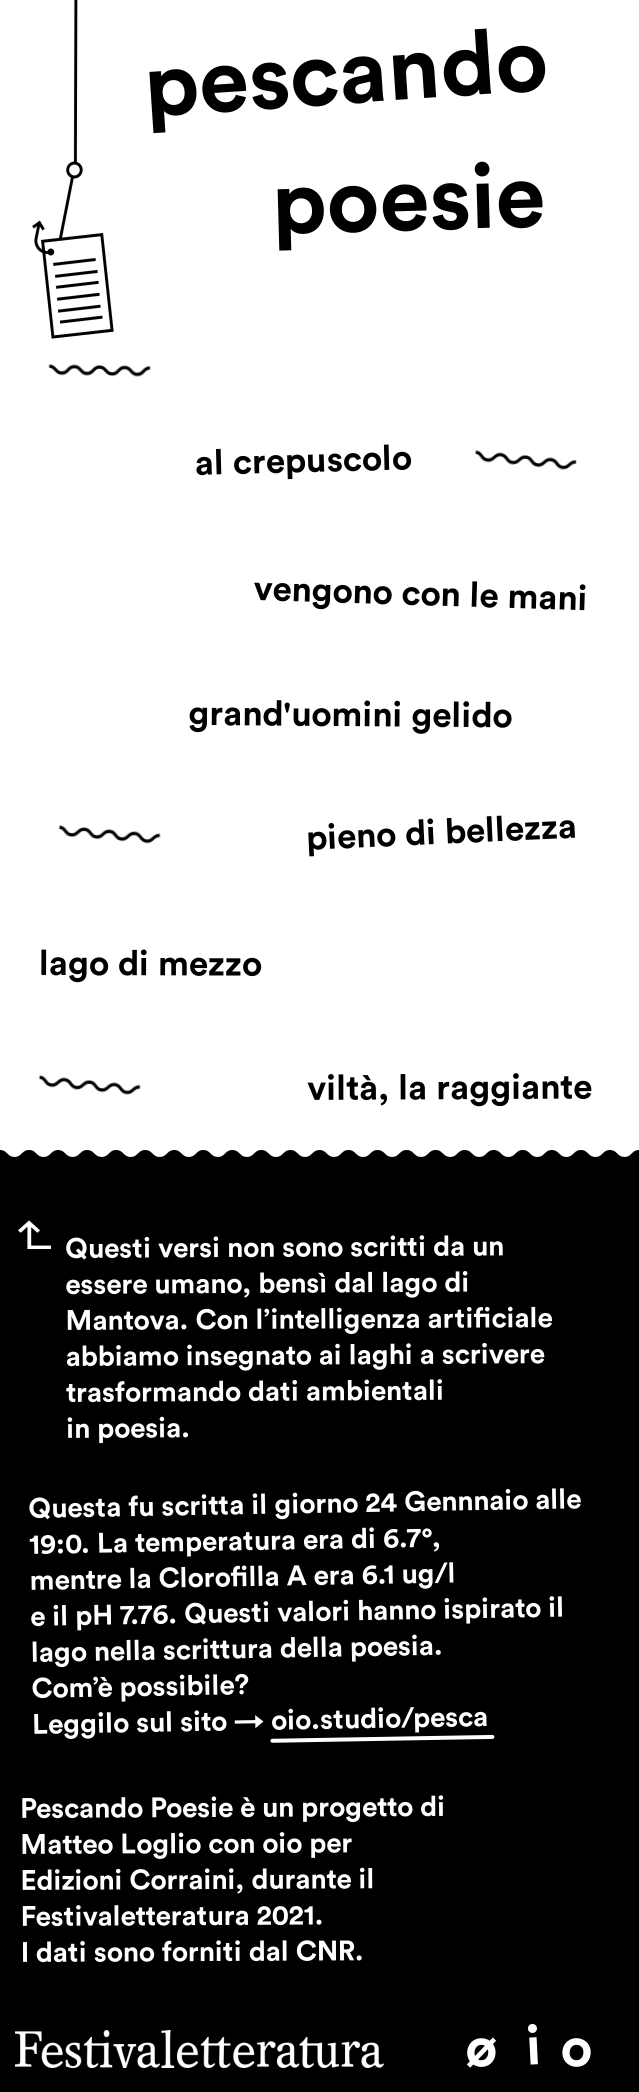 pescando
poesie
al crepuscolo
vengono con le mani
grand'uomini gelido
pieno di bellezza
lago di mezzo
viltà, la raggiante
Questi versi non sono scritti da un
essere umano, bensì dal lago di
Mantova. Con l’intelligenza artificiale
abbiamo insegnato ai laghi a scrivere
trasformando dati ambientali
in poesia.
Questa fu scritta il giorno 24 Gennnaio alle
19:0. La temperatura era di 6.7°,
mentre la Clorofilla A era 6.1 ug/l
e il pH 7.76. Questi valori hanno ispirato il
lago nella scrittura della poesia.
Com’è possibile?
Leggilo sul sito → oio.studio/pesca
Pescando Poesie è un progetto di
Matteo Loglio con oio per
Edizioni Corraini, durante il
Festivaletteratura 2021.
I dati sono forniti dal CNR.
Festivaletteratura ø i o